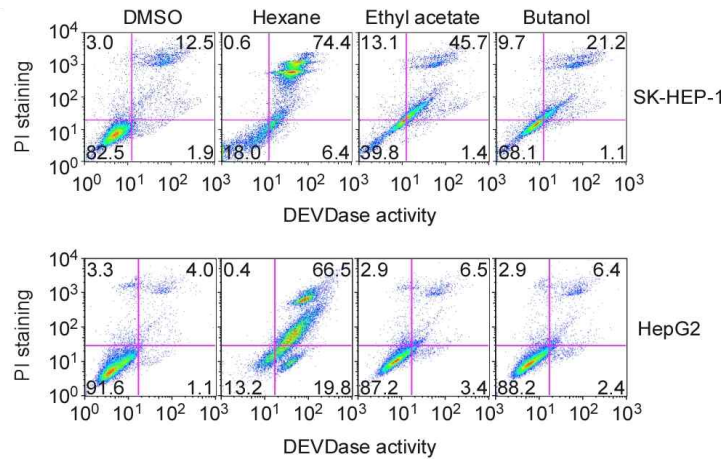 DMSO Hexane Ethyl acetate Butanol
10⁴ 3.0 12.5 0.6 74.4 13.1 45.7 9.7 21.2
10³
PI staining
10²
SK-HEP-1
10¹
10⁰ 82.5 1.9 18.0 6.4 39.8 1.4 68.1 1.1
10⁰ 10¹ 10² 10³ 10¹ 10² 10³ 10¹ 10² 10³ 10¹ 10² 10³
DEVDase activity
10⁴ 3.3 4.0 0.4 66.5 2.9 6.5 2.9 6.4
10³
PI staining
10²
HepG2
10¹
10⁰ 91.6 1.1 13.2 19.8 87.2 3.4 88.2 2.4
10⁰ 10¹ 10² 10³ 10¹ 10² 10³ 10¹ 10² 10³ 10¹ 10² 10³
DEVDase activity